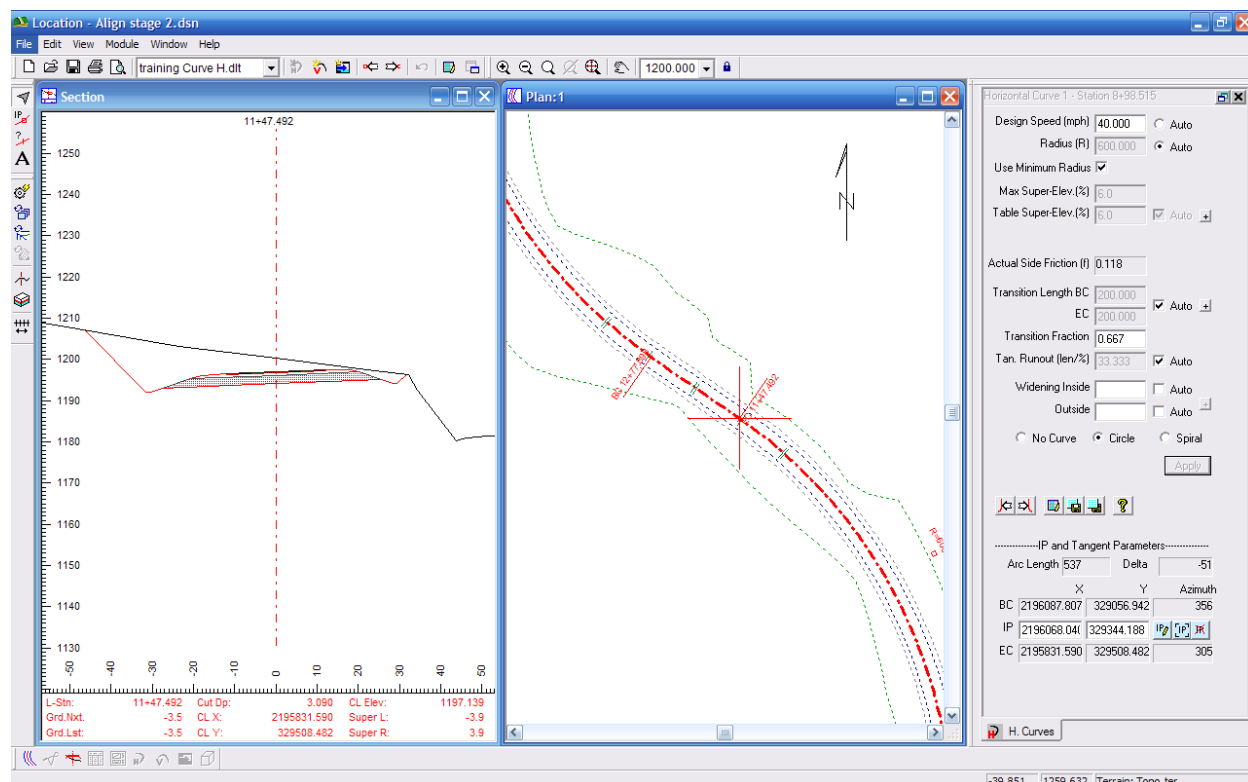 Location - Align stage 2.dsn
File Edit View Module Window Help
training Curve H.dlt 1200.000
Section
11+47.492
1250
1240
1230
1220
1210
1200
1190
1180
1170
1160
1150
1140
1130
-50 -40 -30 -20 -10 0 10 20 30 40 50
L-Stn: 11+47.492 Cut Dp: 3.090 CL Elev: 1197.139
Grd.Nxt. -3.5 CL X: 2195831.590 Super L: -3.9
Grd.Lst: -3.5 CL Y: 329508.482 Super R: 3.9
Plan:1
N
11+47.492
Horizontal Curve 1 - Station 8+98.515
Design Speed (mph) 40.000 Auto
Radius (R) 600.000 Auto
Use Minimum Radius
Max Super-Elev.(%) 6.0
Table Super-Elev.(%) 6.0 Auto +
Actual Side Friction (f) 0.118
Transition Length BC 200.000 Auto +
EC 200.000
Transition Fraction 0.667
Tan. Runout (len/%) 33.333 Auto
Widening Inside Auto +
Outside Auto
No Curve Circle Spiral
Apply
--------------IP and Tangent Parameters--------------
Arc Length 537 Delta -51
X Y Azimuth
BC 2196087.807 329056.942 356
IP 2196068.04 329344.188
EC 2195831.590 329508.482 305
H. Curves
-39.851 1259.632 Terrain: Topo.ter